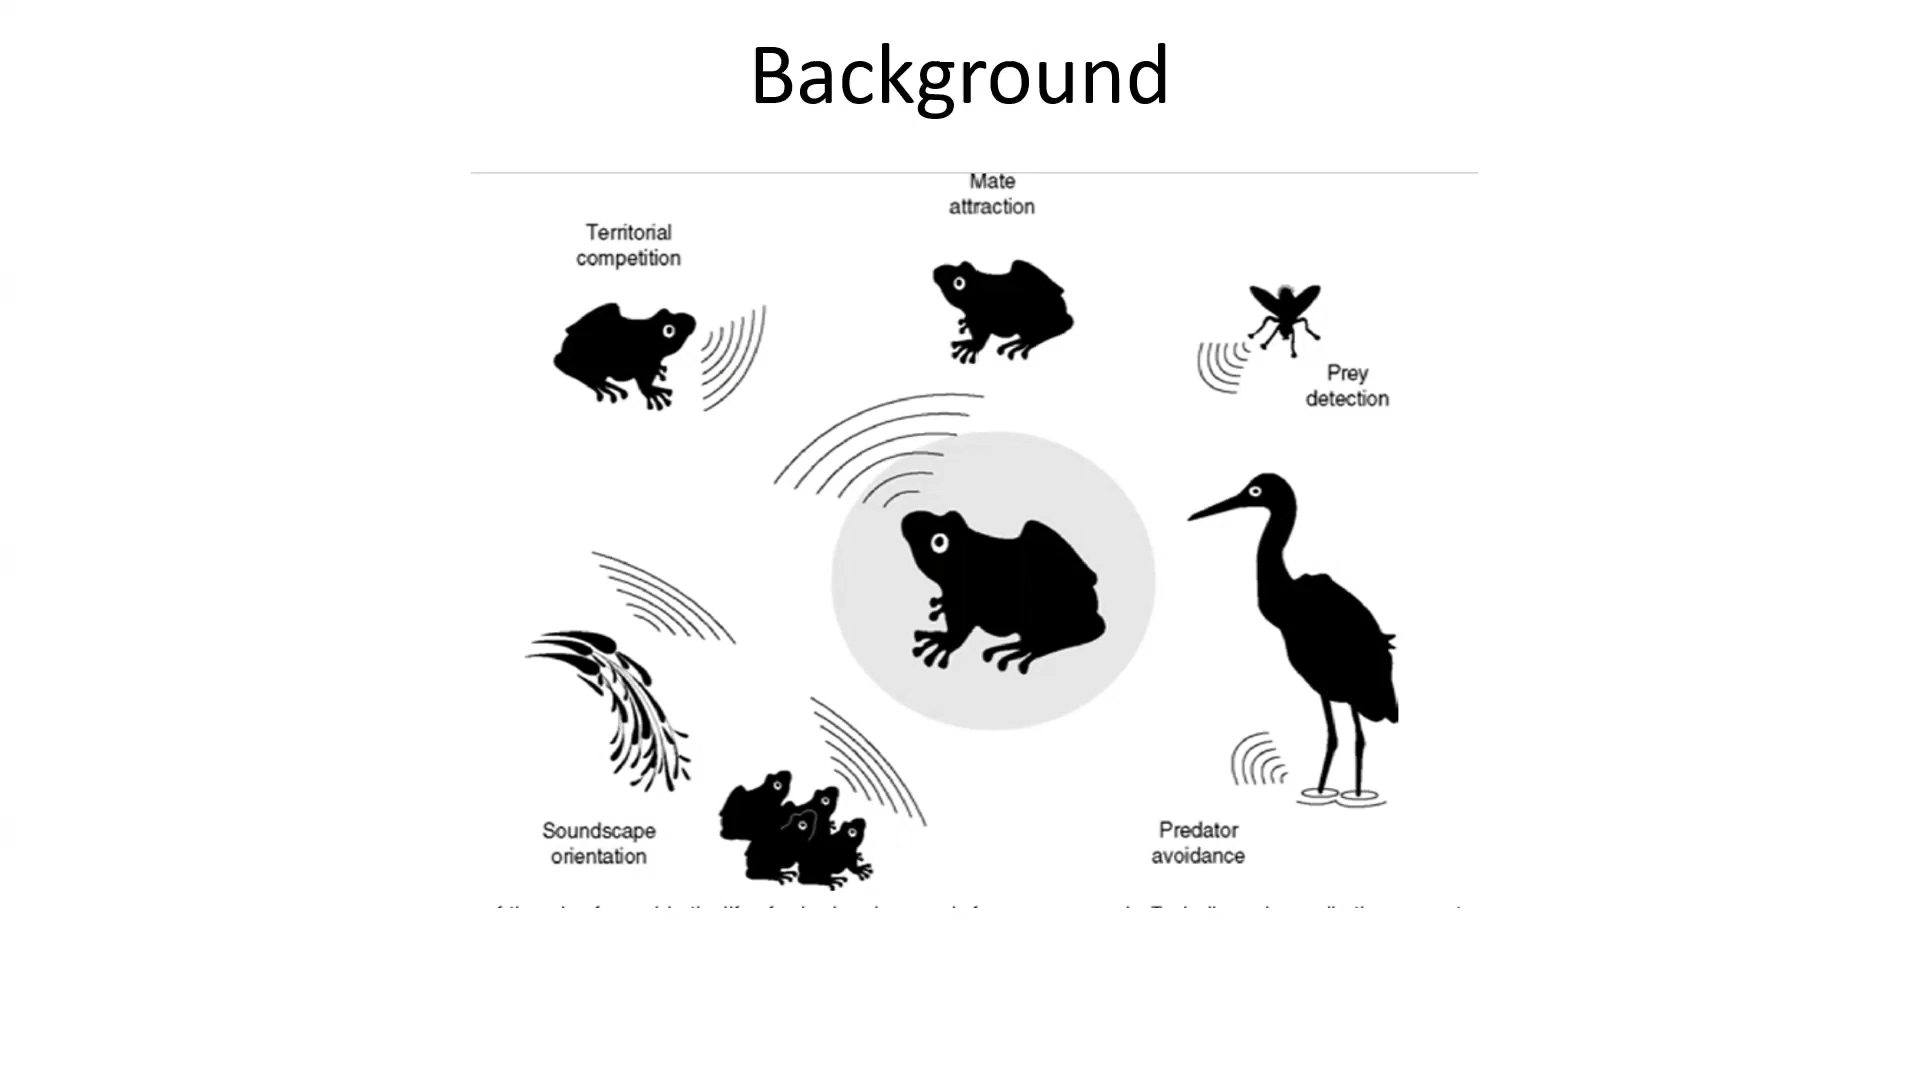 Background
Mate
attraction
Territorial
competition
Prey
detection
Soundscape
orientation
Predator
avoidance